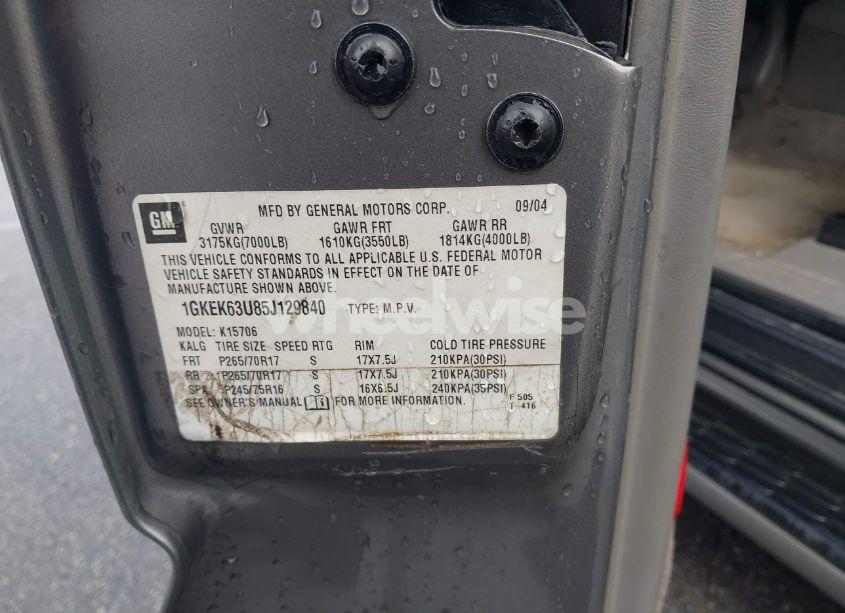 GM
MFD BY GENERAL MOTORS CORP. 09/04
GVWR GAWR FRT GAWR RR
3175KG(7000LB) 1610KG(3550LB) 1814KG(4000LB)
THIS VEHICLE CONFORMS TO ALL APPLICABLE U.S. FEDERAL MOTOR
VEHICLE SAFETY STANDARDS IN EFFECT ON THE DATE OF
MANUFACTURE SHOWN ABOVE.
1GKEK63U85J129840 TYPE: M.P.V.
wheelwise
MODEL: K15706
KALG TIRE SIZE SPEED RTG RIM COLD TIRE PRESSURE
FRT P265/70R17 S 17X7.5J 210KPA(30PSI)
RR P265/70R17 S 17X7.5J 210KPA(30PSI)
SPA P245/75R16 S 16X6.5J 240KPA(35PSI)
SEE OWNER'S MANUAL FOR MORE INFORMATION.
F 505
T 416